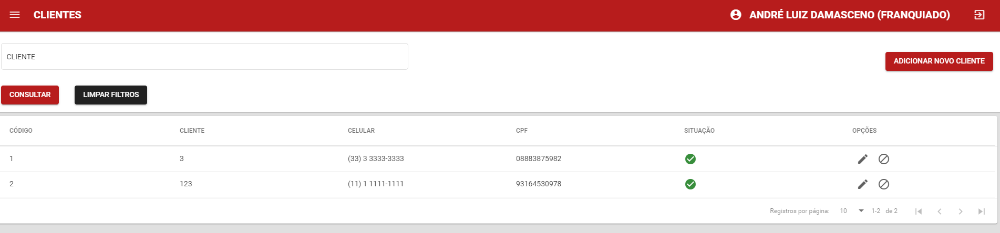 CLIENTES ANDRÉ LUIZ DAMASCENO (FRANQUIADO)
CLIENTE
ADICIONAR NOVO CLIENTE
CONSULTAR LIMPAR FILTROS
CÓDIGO CLIENTE CELULAR CPF SITUAÇÃO OPÇÕES
1 3 (33) 3 3333-3333 08883875982
2 123 (11) 1 1111-1111 93164530978
Registros por página: 10 1-2 de 2